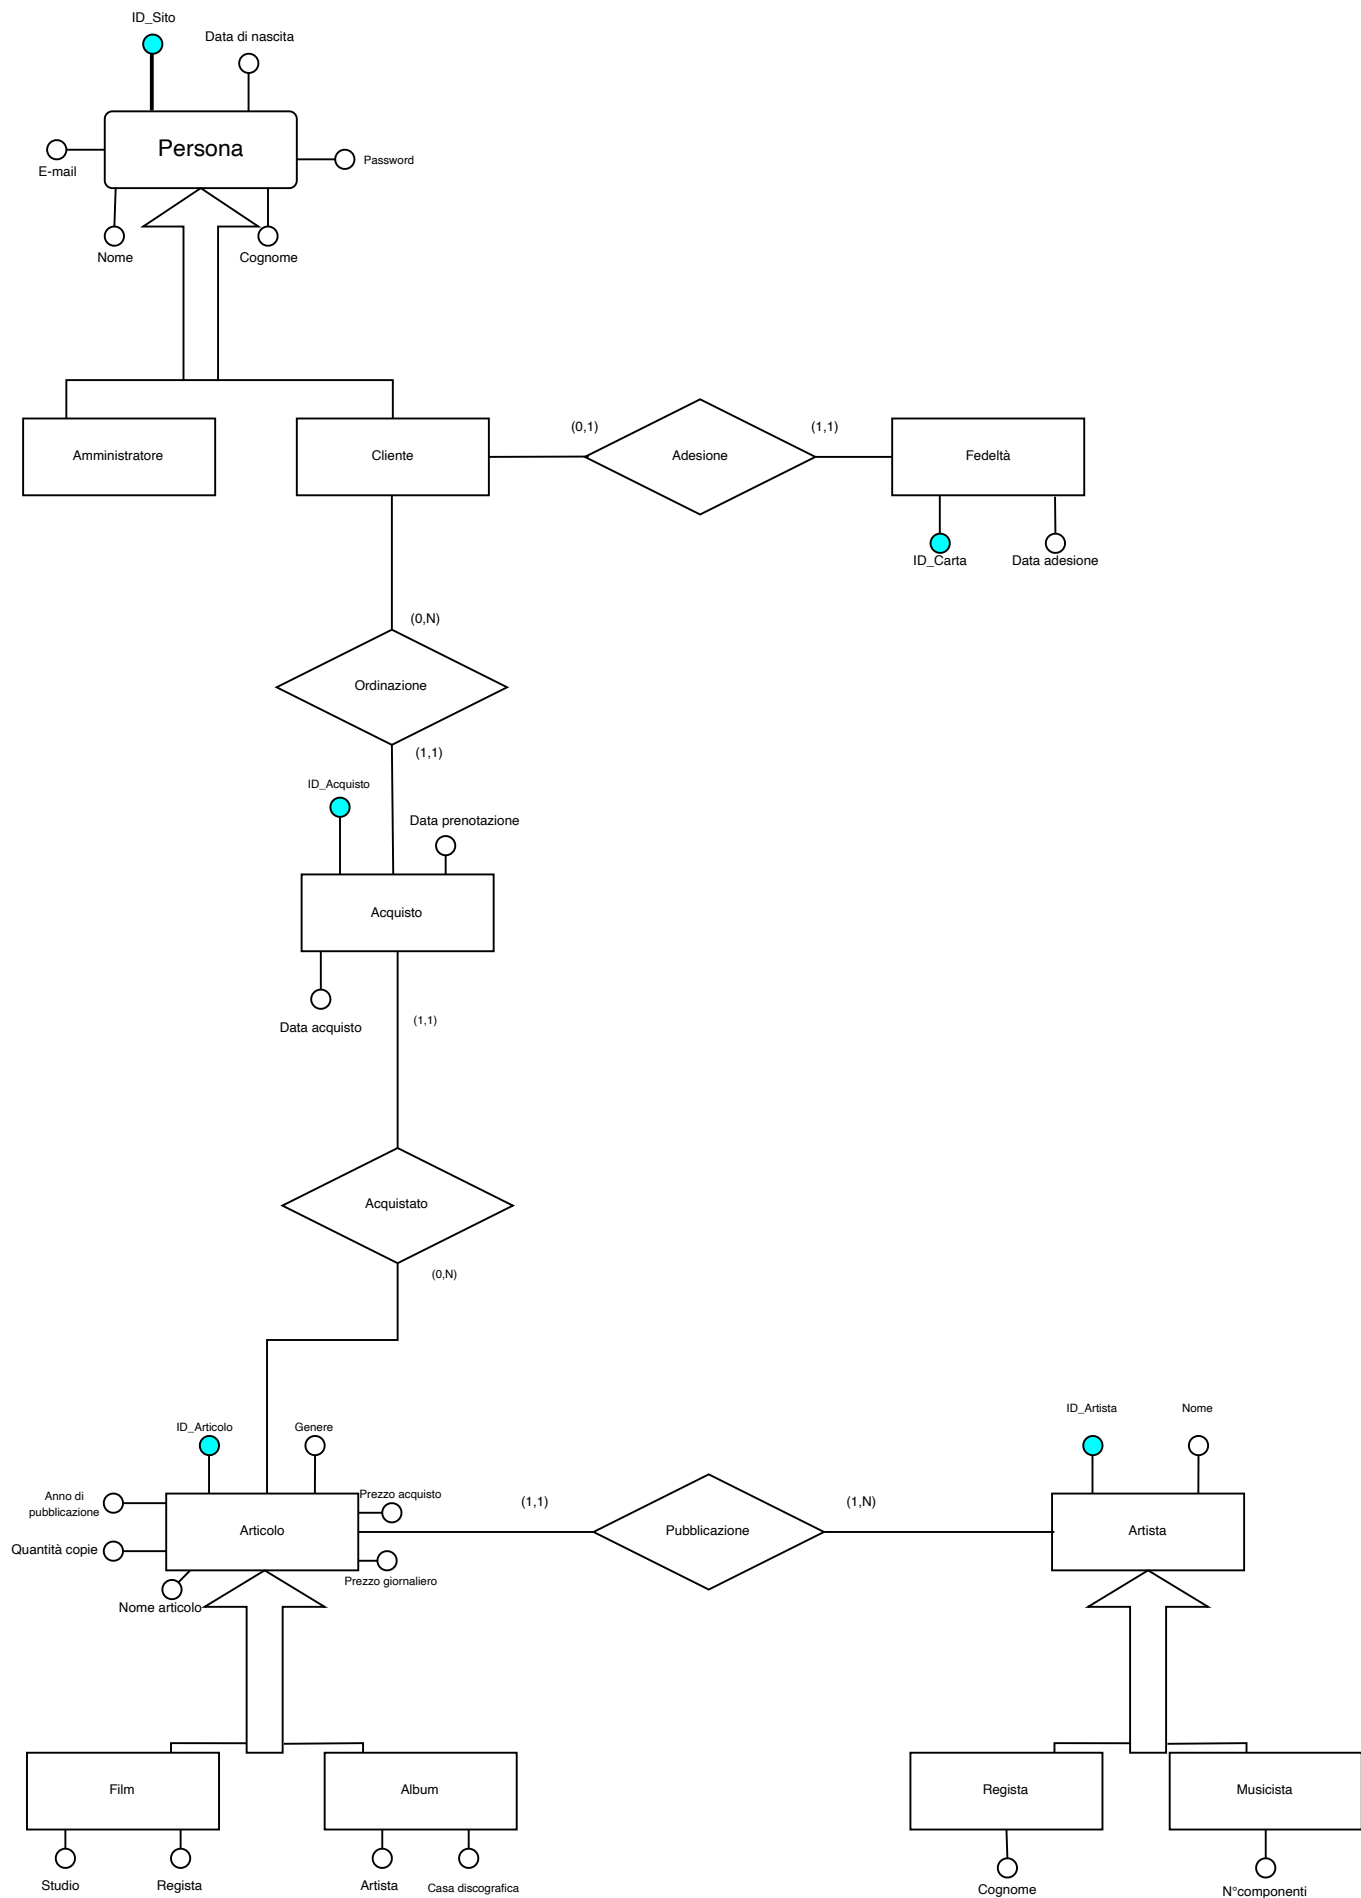 ID_Sito
Data di nascita
Persona
E-mail
Password
Nome
Cognome
Amministratore
Cliente
(0,1)
Adesione
(1,1)
Fedeltà
ID_Carta
Data adesione
(0,N)
Ordinazione
(1,1)
ID_Acquisto
Data prenotazione
Acquisto
Data acquisto
(1,1)
Acquistato
(0,N)
ID_Articolo
Genere
Anno di
pubblicazione
Prezzo acquisto
Quantità copie
Articolo
Prezzo giornaliero
Nome articolo
(1,1)
Pubblicazione
(1,N)
ID_Artista
Nome
Artista
Film
Album
Regista
Musicista
Studio
Regista
Artista
Casa discografica
Cognome
N°componenti